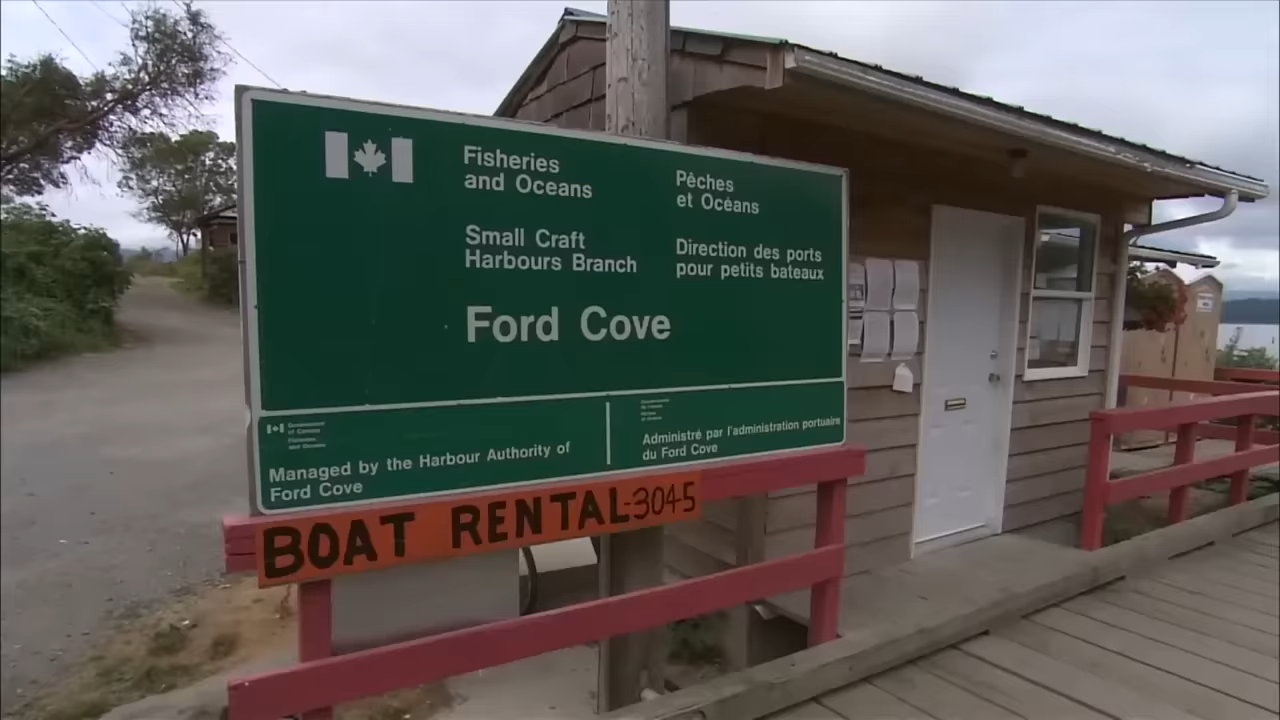 Fisheries
and Oceans
Pêches
et Océans
Small Craft
Harbours Branch
Direction des ports
pour petits bateaux
Ford Cove
Managed by the Harbour Authority of
Ford Cove
Administré par l'administration portuaire
du Ford Cove
BOAT RENTAL-3045